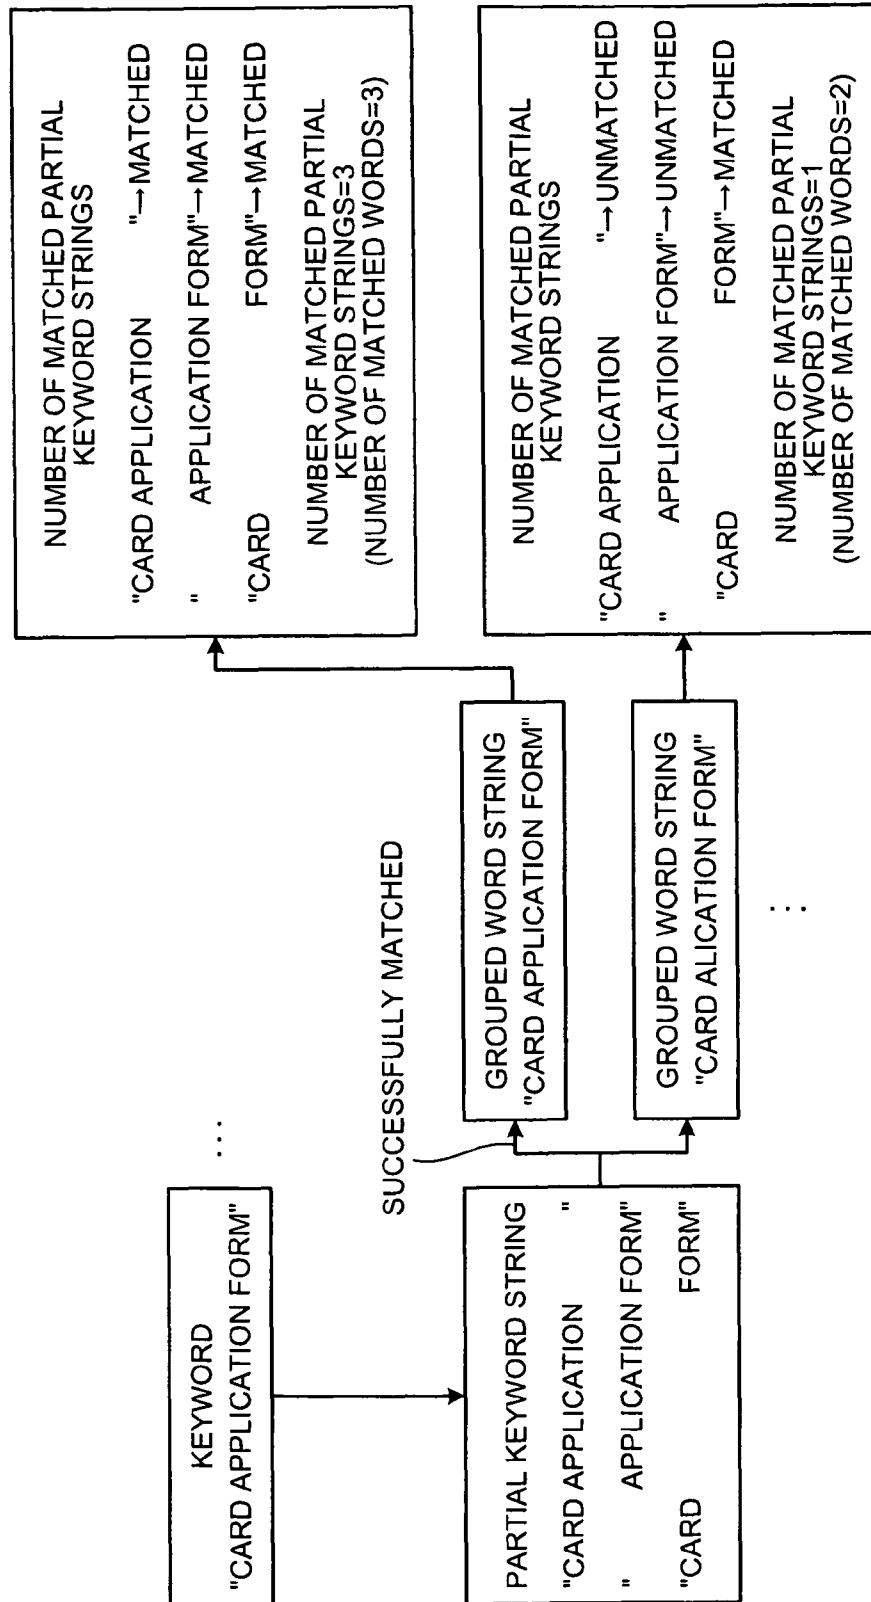 KEYWORD
"CARD APPLICATION FORM"
...
PARTIAL KEYWORD STRING
"CARD APPLICATION "
" APPLICATION FORM"
"CARD FORM"
SUCCESSFULLY MATCHED
GROUPED WORD STRING
"CARD APPLICATION FORM"
GROUPED WORD STRING
"CARD ALICATION FORM"
...
NUMBER OF MATCHED PARTIAL
KEYWORD STRINGS
"CARD APPLICATION "→MATCHED
" APPLICATION FORM"→MATCHED
"CARD FORM"→MATCHED
NUMBER OF MATCHED PARTIAL
KEYWORD STRINGS=3
(NUMBER OF MATCHED WORDS=3)
NUMBER OF MATCHED PARTIAL
KEYWORD STRINGS
"CARD APPLICATION "→UNMATCHED
" APPLICATION FORM"→UNMATCHED
"CARD FORM"→MATCHED
NUMBER OF MATCHED PARTIAL
KEYWORD STRINGS=1
(NUMBER OF MATCHED WORDS=2)